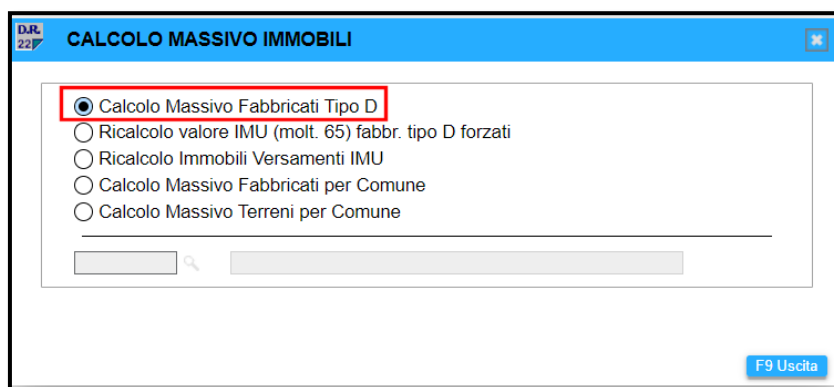 D.R.
22
CALCOLO MASSIVO IMMOBILI
Calcolo Massivo Fabbricati Tipo D
Ricalcolo valore IMU (molt. 65) fabbr. tipo D forzati
Ricalcolo Immobili Versamenti IMU
Calcolo Massivo Fabbricati per Comune
Calcolo Massivo Terreni per Comune
F9 Uscita